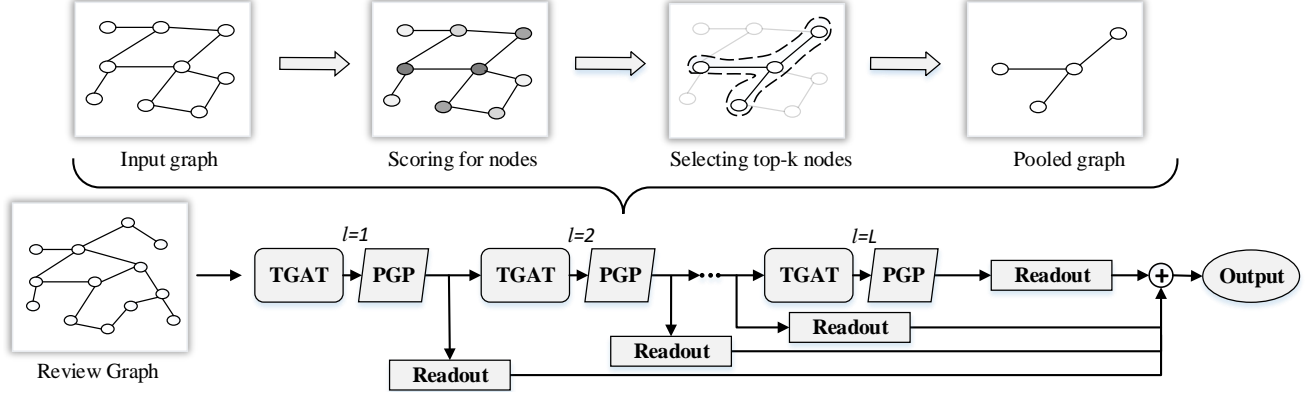 Input graph
Scoring for nodes
Selecting top-k nodes
Pooled graph
l=1
l=2
l=L
TGAT
PGP
TGAT
PGP
...
TGAT
PGP
Readout
+
Output
Readout
Readout
Readout
Review Graph